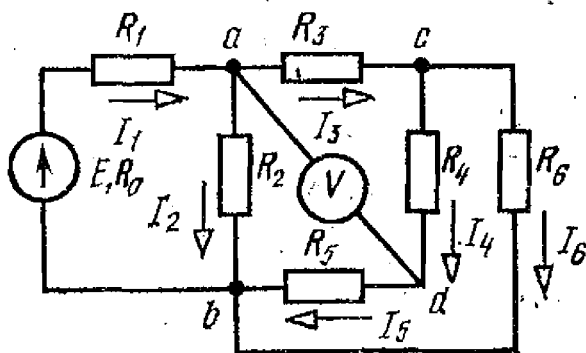 R1 a R3 c
I1 I3
E, R0 R2 V R4 R6
I2 R5 I4 I6
b I5 d